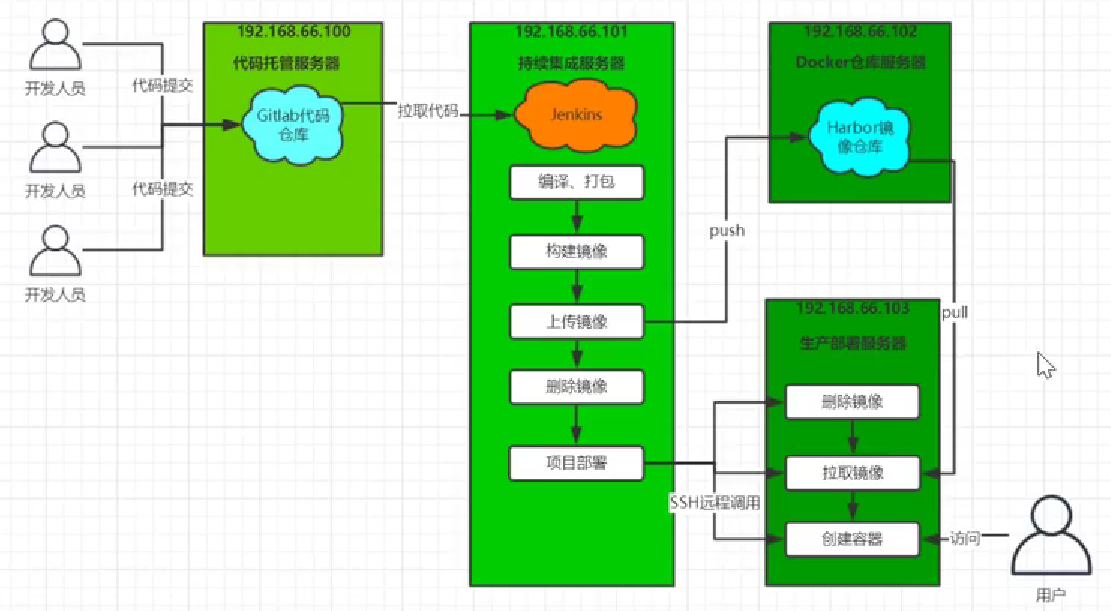 开发人员
代码提交
开发人员
代码提交
开发人员
192.168.66.100
代码托管服务器
Gitlab代码
仓库
拉取代码
192.168.66.101
持续集成服务器
Jenkins
编译、打包
构建镜像
上传镜像
删除镜像
项目部署
push
192.168.66.102
Docker仓库服务器
Harbor镜
像仓库
pull
192.168.66.103
生产部署服务器
删除镜像
拉取镜像
创建容器
SSH远程调用
访问
用户